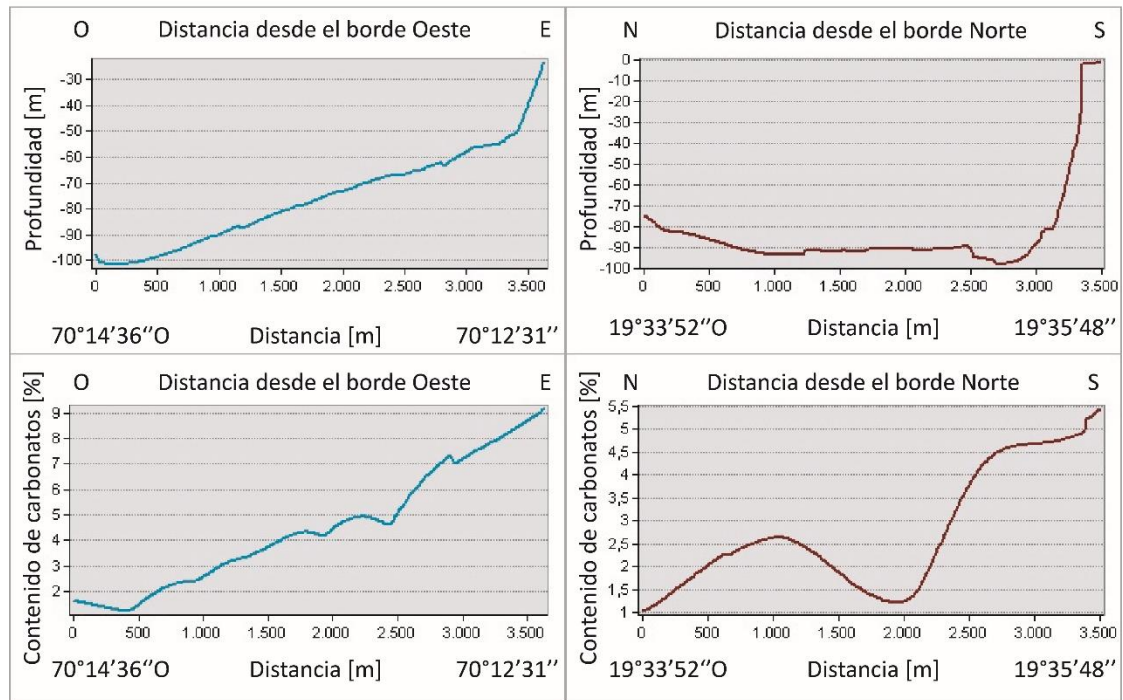 O Distancia desde el borde Oeste E
Profundidad [m]
-30
-40
-50
-60
-70
-80
-90
-100
0 500 1.000 1.500 2.000 2.500 3.000 3.500
70°14′36′′O Distancia [m] 70°12′31′′
N Distancia desde el borde Norte S
Profundidad [m]
0
-10
-20
-30
-40
-50
-60
-70
-80
-90
-100
0 500 1.000 1.500 2.000 2.500 3.000 3.500
19°33′52′′O Distancia [m] 19°35′48′′
O Distancia desde el borde Oeste E
Contenido de carbonatos [%]
9
8
7
6
5
4
3
2
0 500 1.000 1.500 2.000 2.500 3.000 3.500
70°14′36′′O Distancia [m] 70°12′31′′
N Distancia desde el borde Norte S
Contenido de carbonatos [%]
5,5
5
4,5
4
3,5
3
2,5
2
1,5
1
0 500 1.000 1.500 2.000 2.500 3.000 3.500
19°33′52′′O Distancia [m] 19°35′48′′